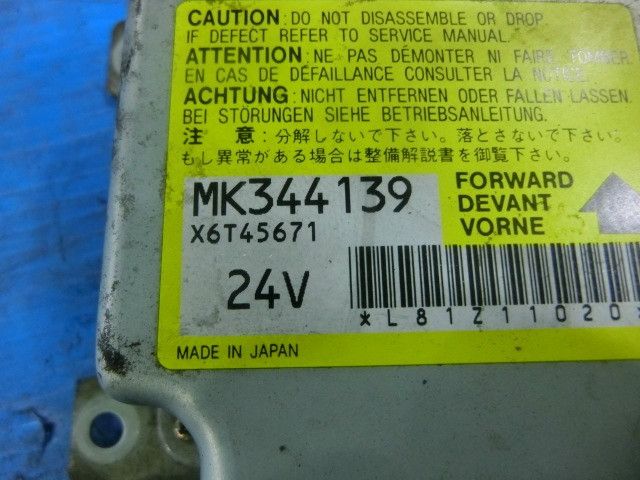 CAUTION: DO NOT DISASSEMBLE OR DROP.
IF DEFECT REFER TO SERVICE MANUAL.
ATTENTION: NE PAS DÉMONTER NI FAIRE TOMBER.
EN CAS DE DÉFAILLANCE CONSULTER LA NOTICE.
ACHTUNG: NICHT ENTFERNEN ODER FALLEN LASSEN
BEI STÖRUNGEN SIEHE BETRIEBSANLEITUNG.
注 意: 分解しないで下さい。落とさないで下さい。
もし異常がある場合は整備解説書を御覧下さい。
MK344139
X6T45671
24V
FORWARD
DEVANT
VORNE
*L81Z11020*
MADE IN JAPAN